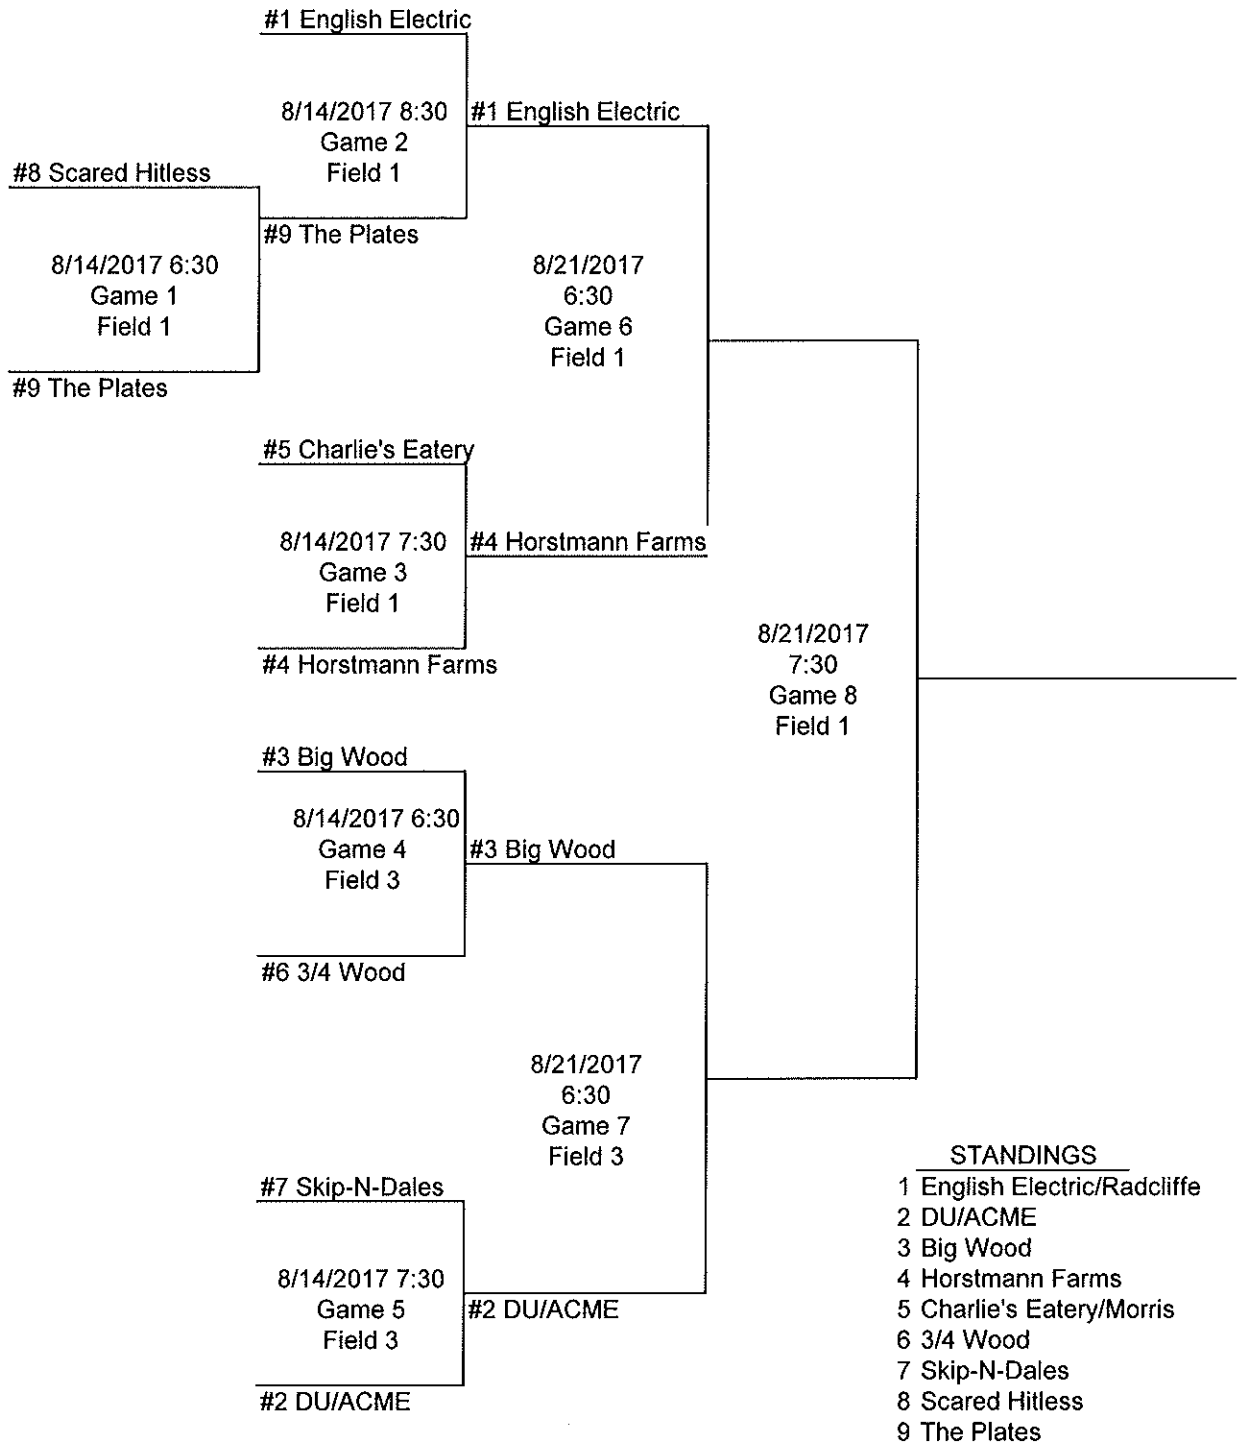 #1 English Electric
8/14/2017 8:30
Game 2
Field 1
#1 English Electric
#8 Scared Hitless
#9 The Plates
8/14/2017 6:30
Game 1
Field 1
#9 The Plates
8/21/2017
6:30
Game 6
Field 1
#5 Charlie's Eatery
8/14/2017 7:30
Game 3
Field 1
#4 Horstmann Farms
#4 Horstmann Farms
8/21/2017
7:30
Game 8
Field 1
#3 Big Wood
8/14/2017 6:30
Game 4
Field 3
#3 Big Wood
#6 3/4 Wood
8/21/2017
6:30
Game 7
Field 3
#7 Skip-N-Dales
8/14/2017 7:30
Game 5
Field 3
#2 DU/ACME
#2 DU/ACME
STANDINGS
1 English Electric/Radcliffe
2 DU/ACME
3 Big Wood
4 Horstmann Farms
5 Charlie's Eatery/Morris
6 3/4 Wood
7 Skip-N-Dales
8 Scared Hitless
9 The Plates